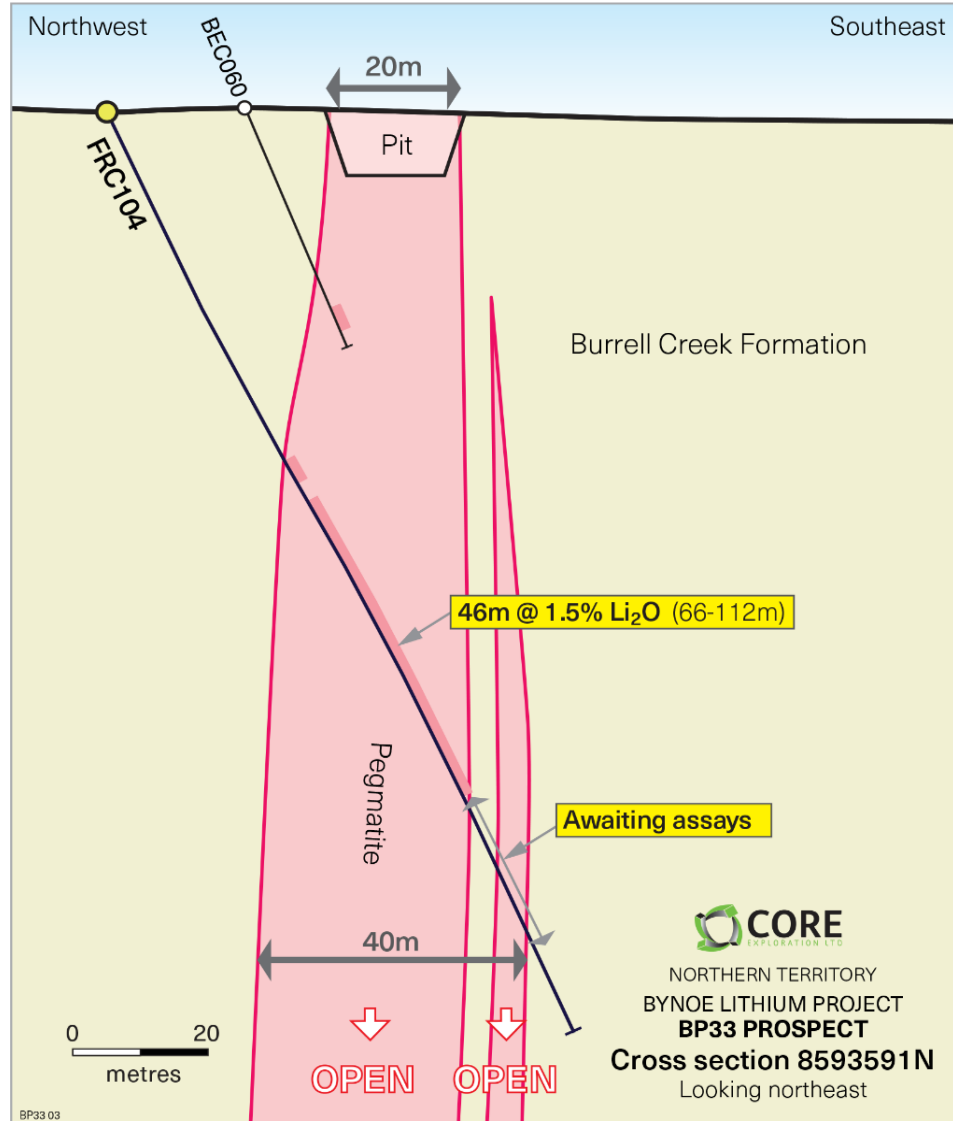 Northwest
Southeast
BEC060
20m
FRC104
Pit
Burrell Creek Formation
46m @ 1.5% Li₂O (66-112m)
Pegmatite
Awaiting assays
40m
CORE
EXPLORATION LTD
NORTHERN TERRITORY
BYNOE LITHIUM PROJECT
BP33 PROSPECT
Cross section 8593591N
Looking northeast
0 20
metres
OPEN
OPEN
BP33 03